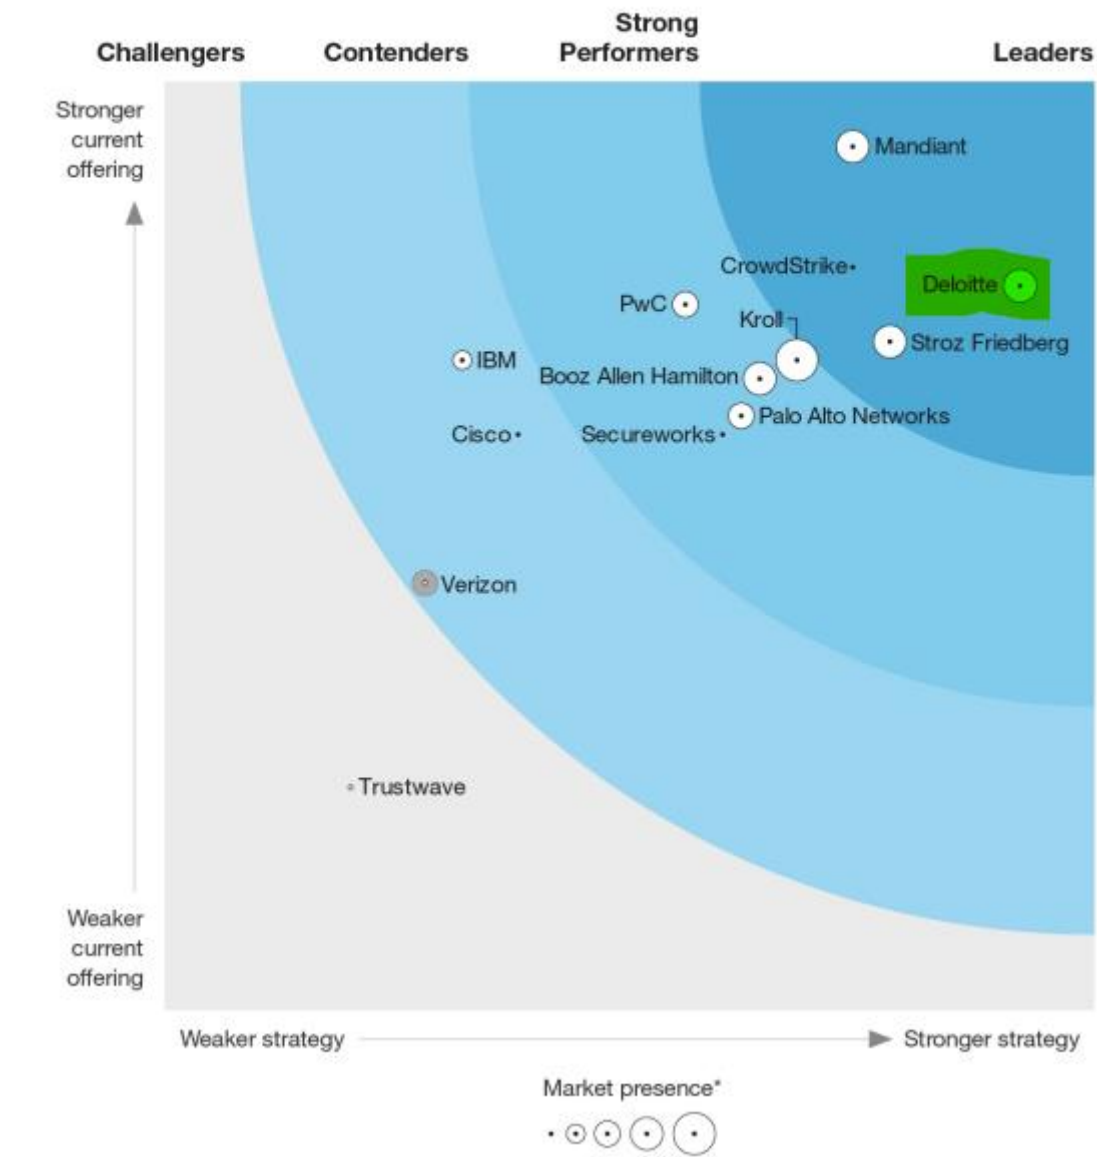 Strong
Challengers Contenders Performers Leaders
Stronger
current
offering
Mandiant
CrowdStrike
Deloitte
PwC
Kroll
Stroz Friedberg
IBM
Booz Allen Hamilton
Palo Alto Networks
Cisco
Secureworks
Verizon
Trustwave
Weaker
current
offering
Weaker strategy
Stronger strategy
Market presence*